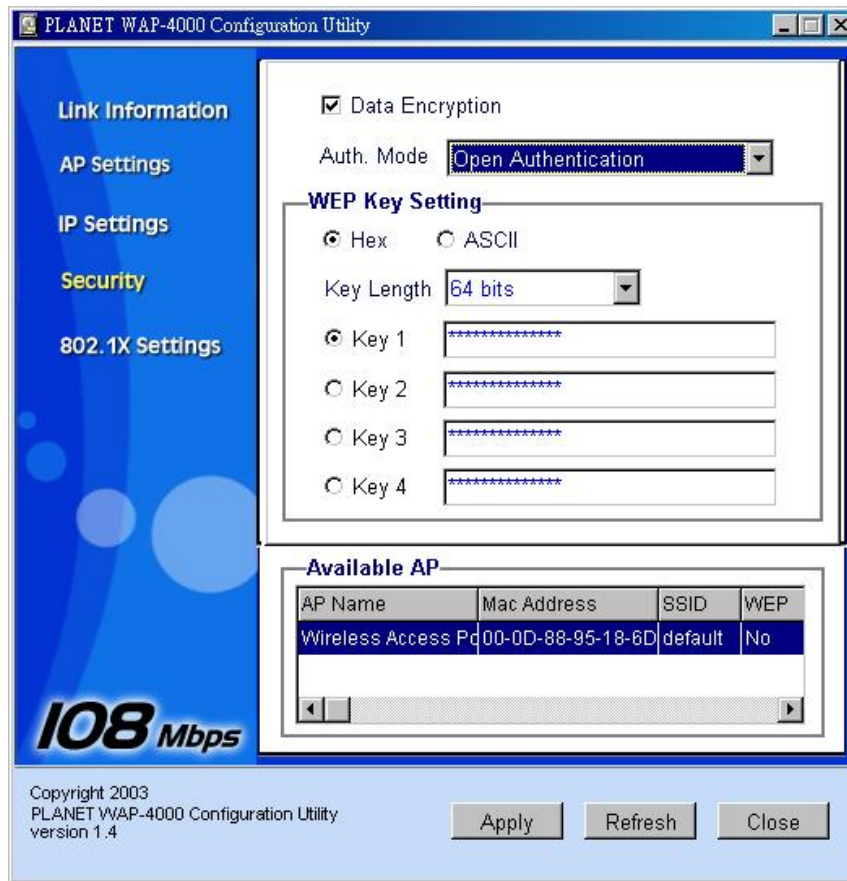 PLANET WAP-4000 Configuration Utility
Link Information
AP Settings
IP Settings
Security
802.1X Settings
Data Encryption
Auth. Mode Open Authentication
WEP Key Setting
Hex ASCII
Key Length 64 bits
Key 1 **************
Key 2 **************
Key 3 **************
Key 4 **************
Available AP
AP Name Mac Address SSID WEP
Wireless Access Po 00-0D-88-95-18-6D default No
108 Mbps
Copyright 2003
PLANET WAP-4000 Configuration Utility
version 1.4
Apply Refresh Close